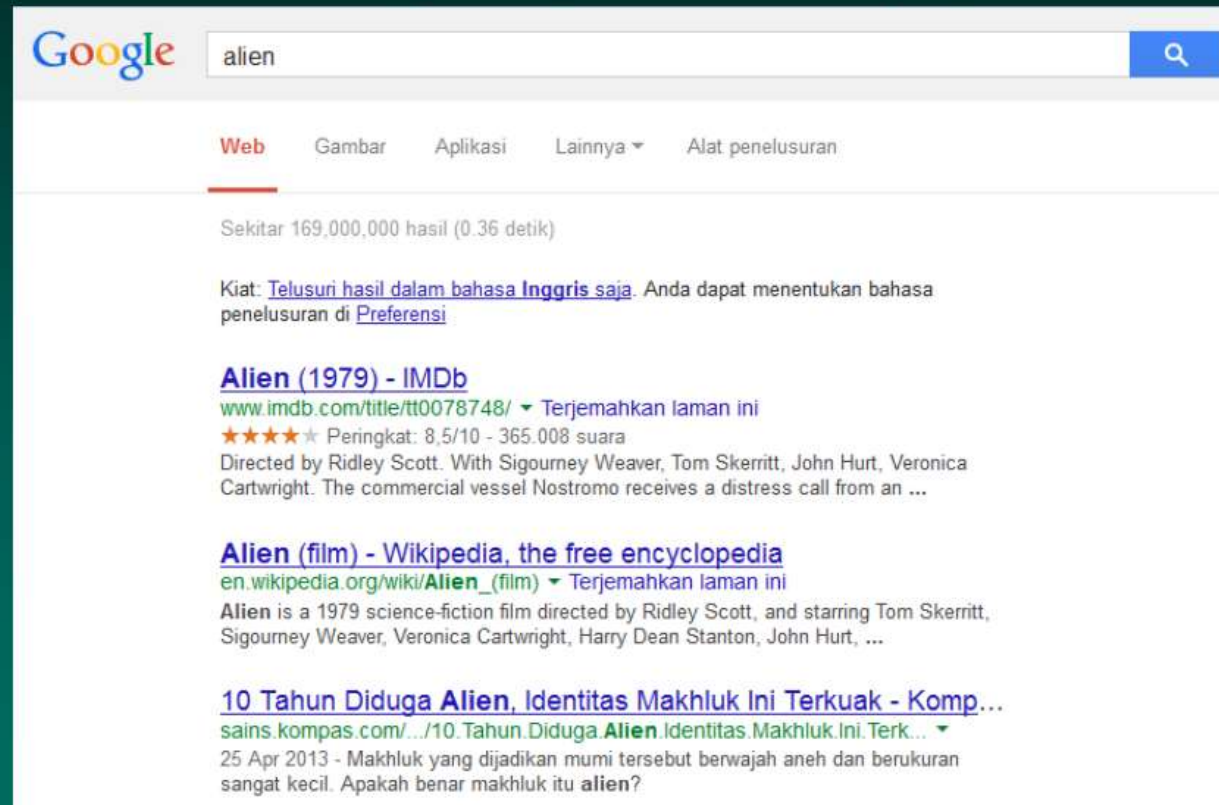 Google alien
Web Gambar Aplikasi Lainnya Alat penelusuran
Sekitar 169,000,000 hasil (0.36 detik)
Kiat: Telusuri hasil dalam bahasa Inggris saja. Anda dapat menentukan bahasa
penelusuran di Preferensi
Alien (1979) - IMDb
www.imdb.com/title/tt0078748/ Terjemahkan laman ini
Peringkat: 8,5/10 - 365.008 suara
Directed by Ridley Scott. With Sigourney Weaver, Tom Skerritt, John Hurt, Veronica
Cartwright. The commercial vessel Nostromo receives a distress call from an ...
Alien (film) - Wikipedia, the free encyclopedia
en.wikipedia.org/wiki/Alien_(film) Terjemahkan laman ini
Alien is a 1979 science-fiction film directed by Ridley Scott, and starring Tom Skerritt,
Sigourney Weaver, Veronica Cartwright, Harry Dean Stanton, John Hurt, ...
10 Tahun Diduga Alien, Identitas Makhluk Ini Terkuak - Komp...
sains.kompas.com/.../10.Tahun.Diduga.Alien.Identitas.Makhluk.Ini.Terk...
25 Apr 2013 - Makhluk yang dijadikan mumi tersebut berwajah aneh dan berukuran
sangat kecil. Apakah benar makhluk itu alien?